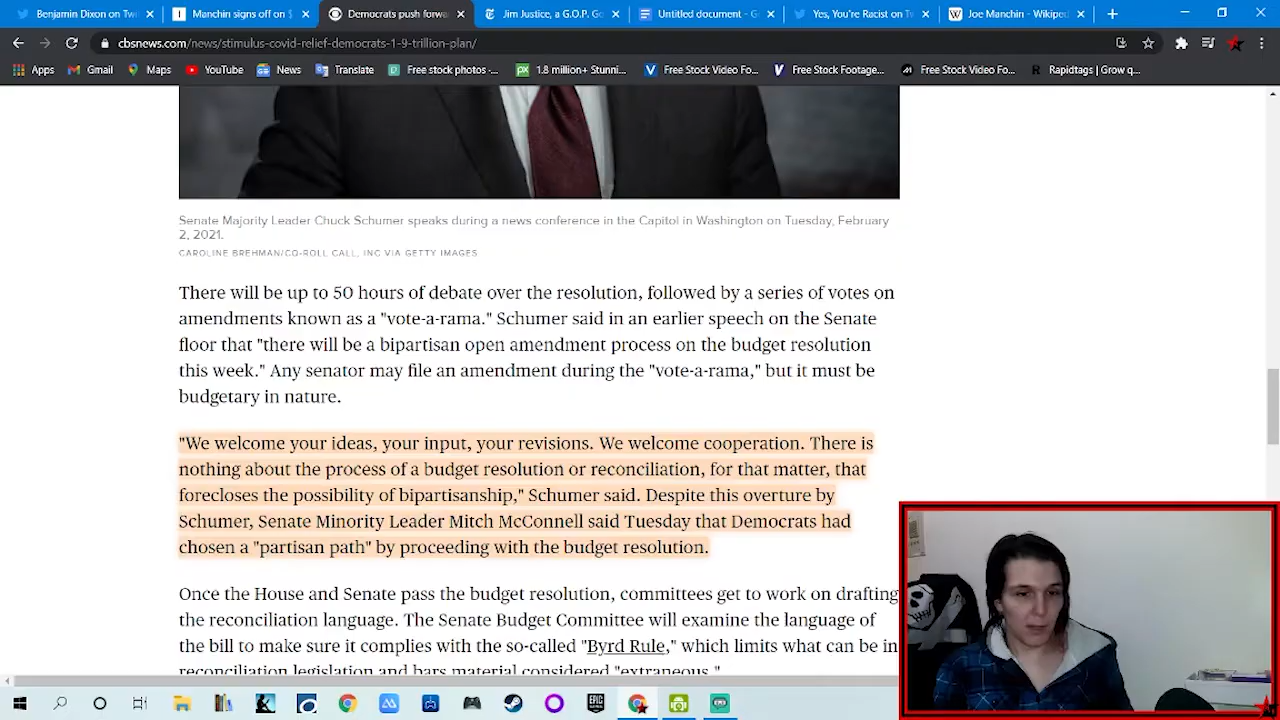 Benjamin Dixon on Twi
Manchin signs off on $
Democrats push forwa
Jim Justice, a G.O.P. Go
Untitled document - G
Yes, You're Racist on Tw
Joe Manchin - Wikiped
cbsnews.com/news/stimulus-covid-relief-democrats-1-9-trillion-plan/
Apps
Gmail
Maps
YouTube
News
Translate
Free stock photos ·...
1.8 million+ Stunni...
Free Stock Video Fo...
Free Stock Footage...
Free Stock Video Fo...
Rapidtags | Grow q...
Senate Majority Leader Chuck Schumer speaks during a news conference in the Capitol in Washington on Tuesday, February
2, 2021.
CAROLINE BREHMAN/CQ-ROLL CALL, INC VIA GETTY IMAGES
There will be up to 50 hours of debate over the resolution, followed by a series of votes on
amendments known as a "vote-a-rama." Schumer said in an earlier speech on the Senate
floor that "there will be a bipartisan open amendment process on the budget resolution
this week." Any senator may file an amendment during the "vote-a-rama," but it must be
budgetary in nature.
"We welcome your ideas, your input, your revisions. We welcome cooperation. There is
nothing about the process of a budget resolution or reconciliation, for that matter, that
forecloses the possibility of bipartisanship," Schumer said. Despite this overture by
Schumer, Senate Minority Leader Mitch McConnell said Tuesday that Democrats had
chosen a "partisan path" by proceeding with the budget resolution.
Once the House and Senate pass the budget resolution, committees get to work on drafting
the reconciliation language. The Senate Budget Committee will examine the language of
the bill to make sure it complies with the so-called "Byrd Rule," which limits what can be in
reconciliation legislation and bars material considered "extraneous."
EPIC